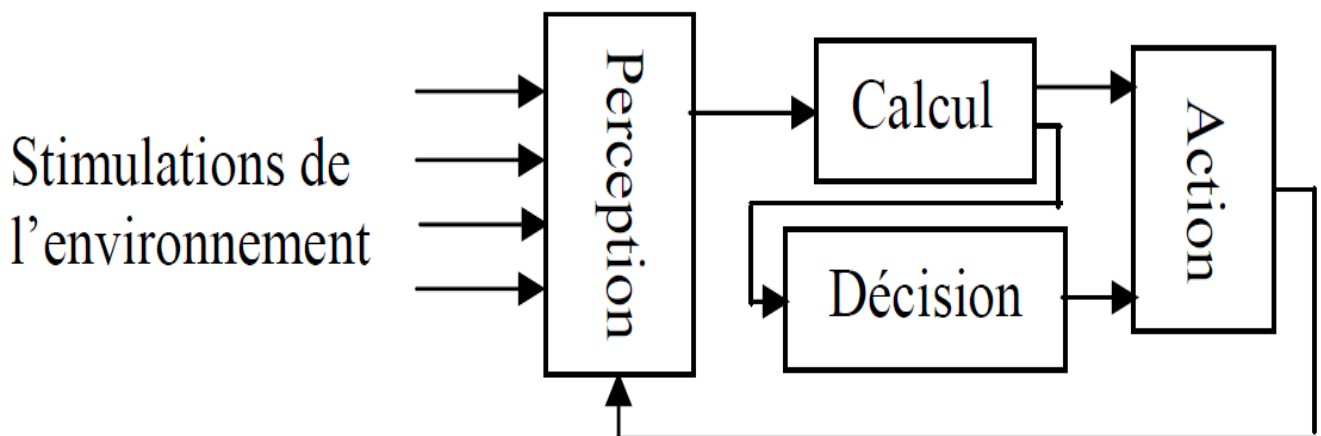 Stimulations de
l’environnement
Perception
Calcul
Décision
Action